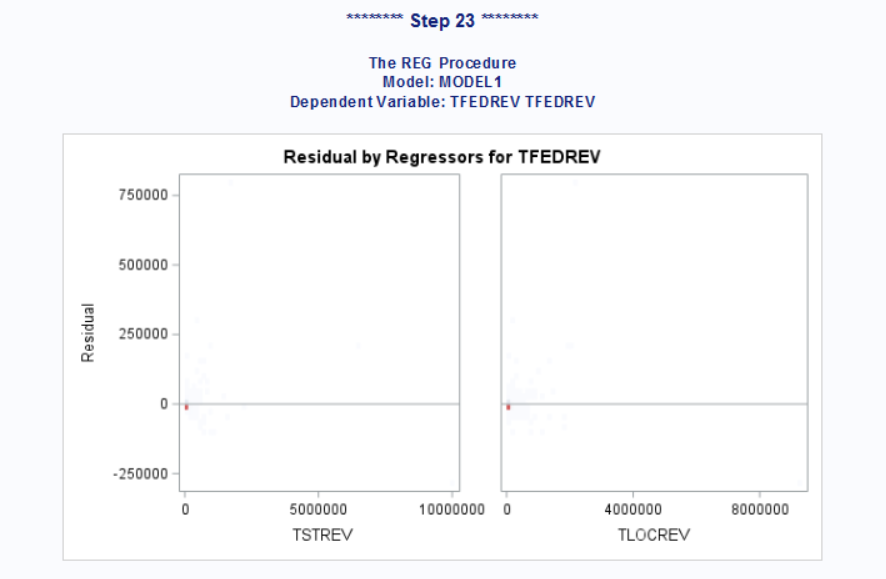 ******** Step 23 ********
The REG Procedure
Model: MODEL1
Dependent Variable: TFEDREV TFEDREV
Residual by Regressors for TFEDREV
Residual
750000
500000
250000
0
-250000
0 5000000 10000000
TSTREV
0 4000000 8000000
TLOCREV